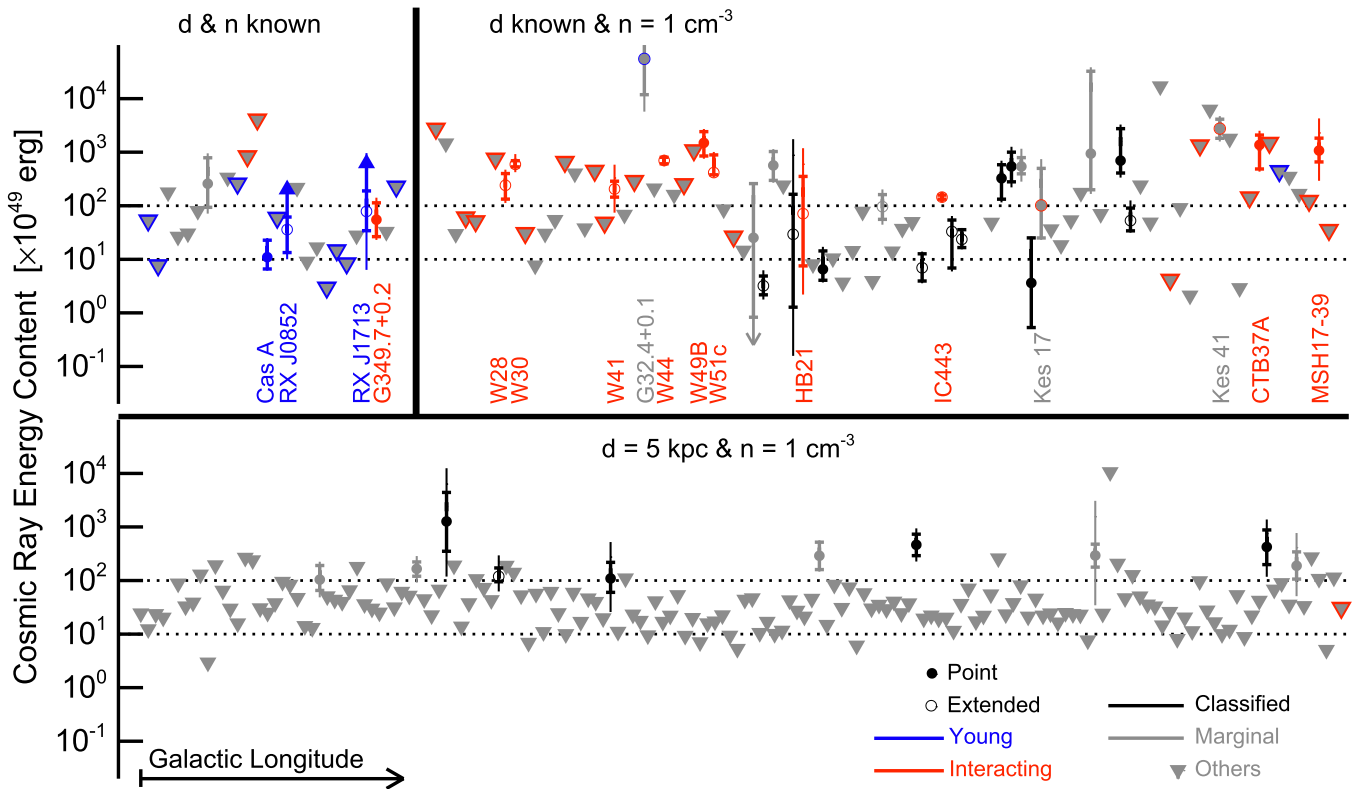 d & n known
d known & n = 1 cm⁻³
Cosmic Ray Energy Content [×10⁴⁹ erg]
10⁴
10³
10²
10¹
10⁰
10⁻¹
Cas A
RX J0852
RX J1713
G349.7+0.2
W28
W30
W41
G32.4+0.1
W44
W49B
W51c
HB21
IC443
Kes 17
Kes 41
CTB37A
MSH17-39
d = 5 kpc & n = 1 cm⁻³
10⁴
10³
10²
10¹
10⁰
10⁻¹
Galactic Longitude
Point
Extended
Young
Interacting
Classified
Marginal
Others